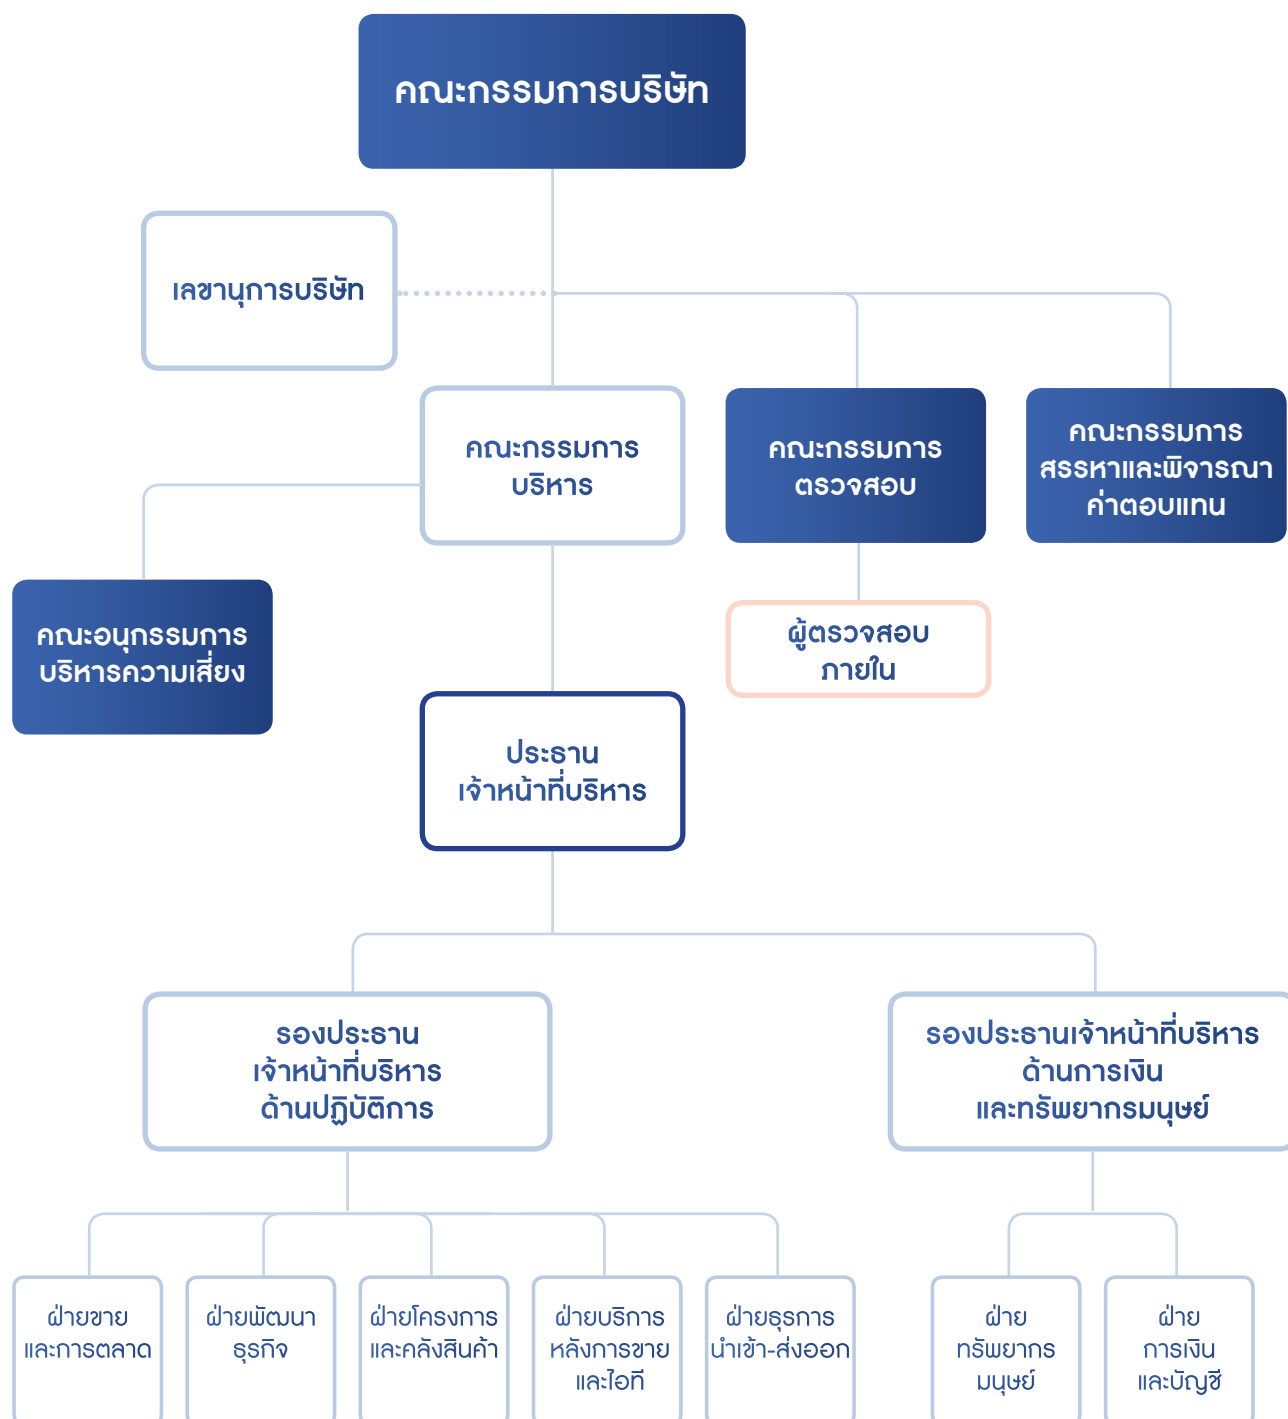 คณะกรรมการบริษัท
เลขานุการบริษัท
คณะกรรมการ
บริหาร
คณะกรรมการ
ตรวจสอบ
คณะกรรมการ
สรรหาและพิจารณา
ค่าตอบแทน
คณะอนุกรรมการ
บริหารความเสี่ยง
ผู้ตรวจสอบ
ภายใน
ประธาน
เจ้าหน้าที่บริหาร
รองประธาน
เจ้าหน้าที่บริหาร
ด้านปฏิบัติการ
รองประธานเจ้าหน้าที่บริหาร
ด้านการเงิน
และทรัพยากรมนุษย์
ฝ่ายขาย
และการตลาด
ฝ่ายพัฒนา
ธุรกิจ
ฝ่ายโครงการ
และคลังสินค้า
ฝ่ายบริการ
หลังการขาย
และไอที
ฝ่ายธุรการ
นำเข้า-ส่งออก
ฝ่าย
ทรัพยากร
มนุษย์
ฝ่าย
การเงิน
และบัญชี